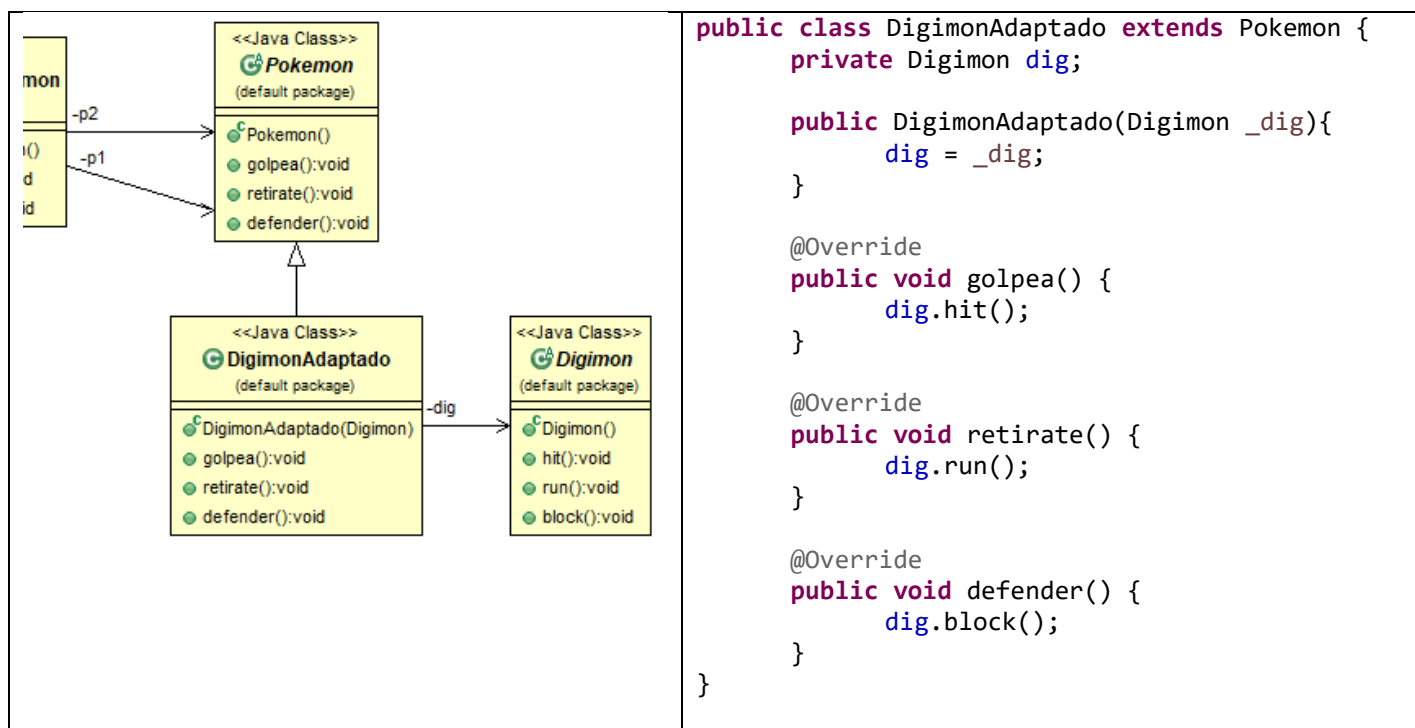 <<Java Class>>
Pokemon
(default package)
Pokemon()
golpea():void
retirate():void
defender():void
mon
()
d
id
-p2
-p1
<<Java Class>>
DigimonAdaptado
(default package)
DigimonAdaptado(Digimon)
golpea():void
retirate():void
defender():void
-dig
<<Java Class>>
Digimon
(default package)
Digimon()
hit():void
run():void
block():void
public class DigimonAdaptado extends Pokemon {
private Digimon dig;
public DigimonAdaptado(Digimon _dig){
dig = _dig;
}
@Override
public void golpea() {
dig.hit();
}
@Override
public void retirate() {
dig.run();
}
@Override
public void defender() {
dig.block();
}
}